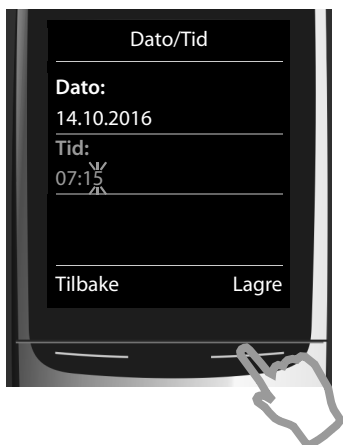 Dato/Tid
Dato:
14.10.2016
Tid:
07:15
Tilbake Lagre